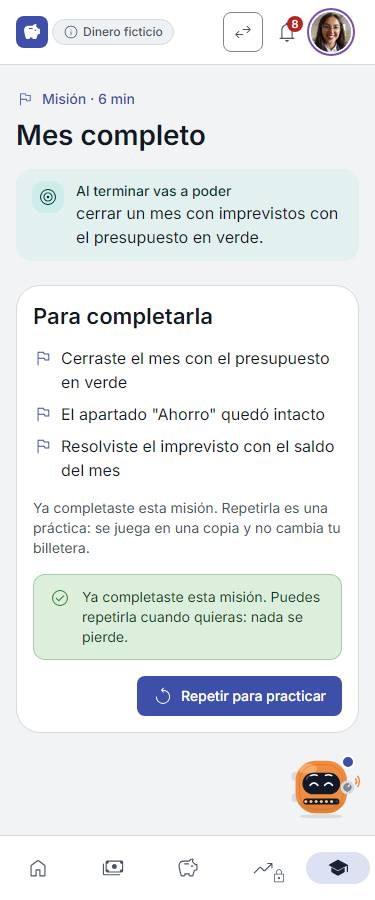 Dinero ficticio
8
Misión · 6 min
Mes completo
Al terminar vas a poder
cerrar un mes con imprevistos con
el presupuesto en verde.
Para completarla
Cerraste el mes con el presupuesto
en verde
El apartado "Ahorro" quedó intacto
Resolviste el imprevisto con el saldo
del mes
Ya completaste esta misión. Repetirla es una
práctica: se juega en una copia y no cambia tu
billetera.
Ya completaste esta misión. Puedes
repetirla cuando quieras: nada se
pierde.
Repetir para practicar